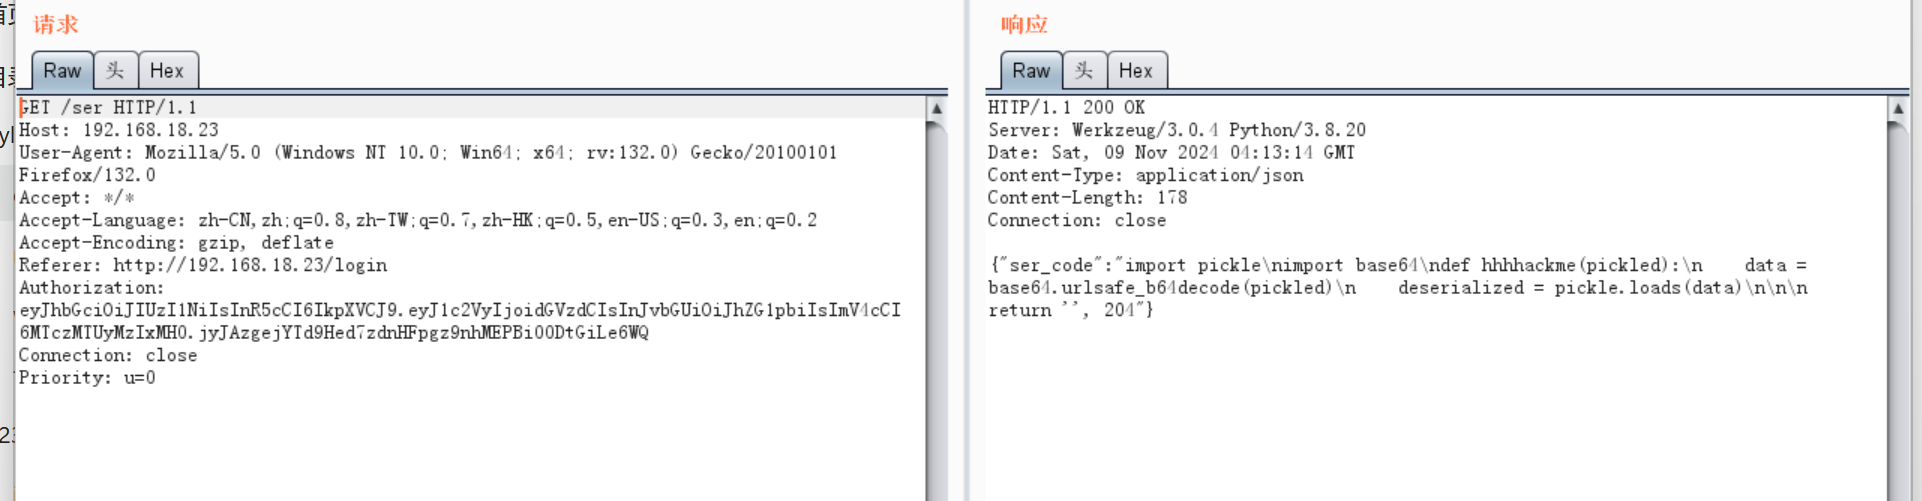 请求
Raw 头 Hex
GET /ser HTTP/1.1
Host: 192.168.18.23
User-Agent: Mozilla/5.0 (Windows NT 10.0; Win64; x64; rv:132.0) Gecko/20100101
Firefox/132.0
Accept: */*
Accept-Language: zh-CN,zh;q=0.8,zh-TW;q=0.7,zh-HK;q=0.5,en-US;q=0.3,en;q=0.2
Accept-Encoding: gzip, deflate
Referer: http://192.168.18.23/login
Authorization:
eyJhbGciOiJIUzI1NiIsInR5cCI6IkpXVCJ9.eyJ1c2VyIjoidGVzdCIsInJvbGUiOiJhZG1pbiIsImV4cCI
6MTczMTUyMzIxMH0.jyJAzgejYTd9Hed7zdnHFpgz9nhMEPBi00DtGiLe6WQ
Connection: close
Priority: u=0
响应
Raw 头 Hex
HTTP/1.1 200 OK
Server: Werkzeug/3.0.4 Python/3.8.20
Date: Sat, 09 Nov 2024 04:13:14 GMT
Content-Type: application/json
Content-Length: 178
Connection: close
{"ser_code":"import pickle\nimport base64\ndef hhhhackme(pickled):\n    data =
base64.urlsafe_b64decode(pickled)\n    deserialized = pickle.loads(data)\n\n\n
return '', 204"}